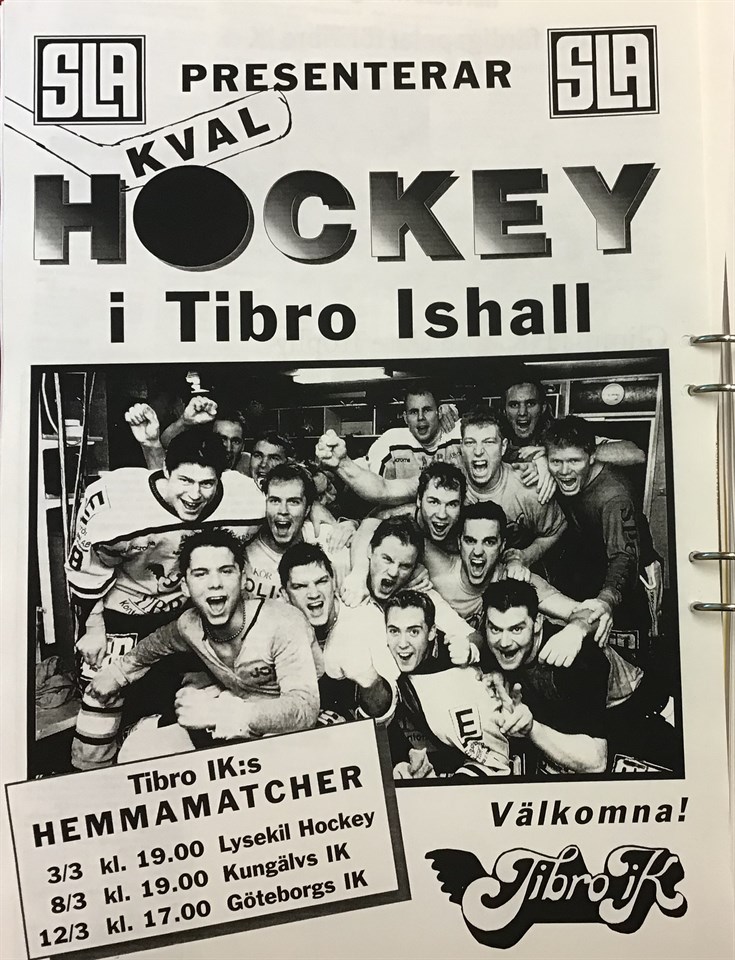 SLA PRESENTERAR SLA
KVAL
HOCKEY
i Tibro Ishall
Tibro IK:s
HEMMAMATCHER
3/3 kl. 19.00 Lysekil Hockey
8/3 kl. 19.00 Kungälvs IK
12/3 kl. 17.00 Göteborgs IK
Välkomna!
Tibro iK